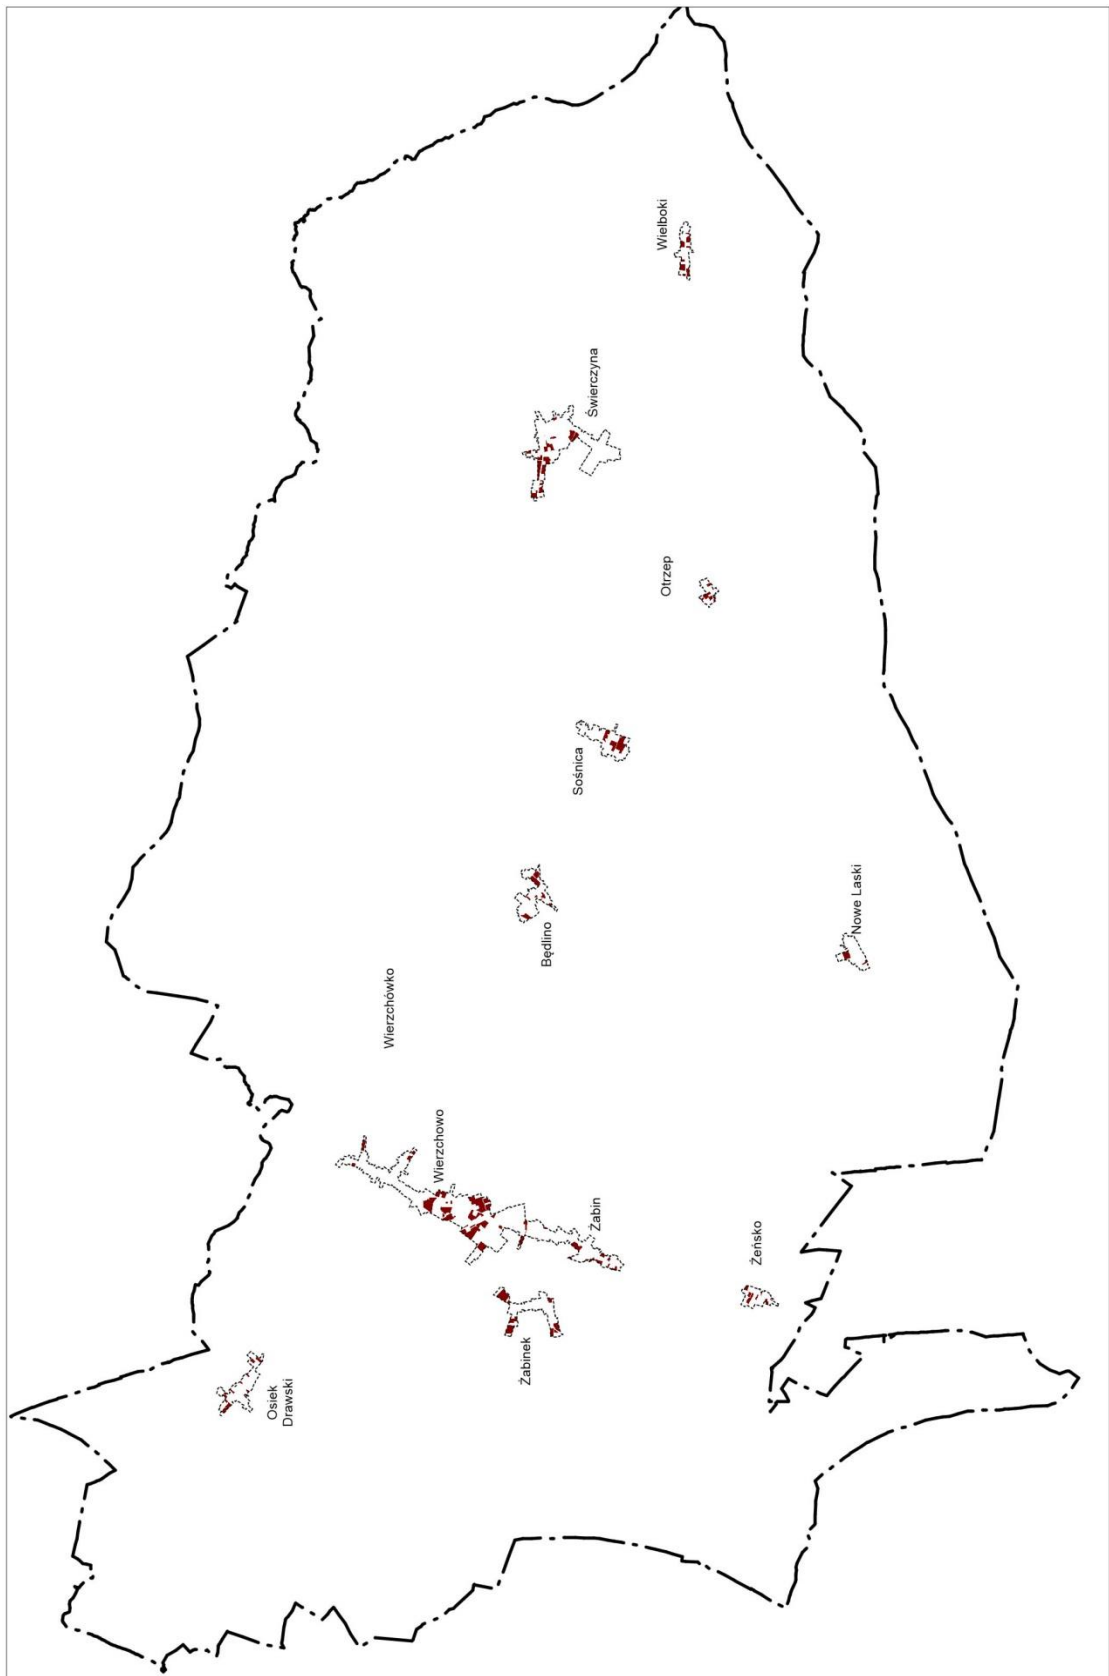 Osiek
Drawski
Wierzchówko
Wierzchowo
Żabinek
Będlino
Sośnica
Żabin
Świerczyna
Otrzep
Wielboki
Żeńsko
Nowe Laski